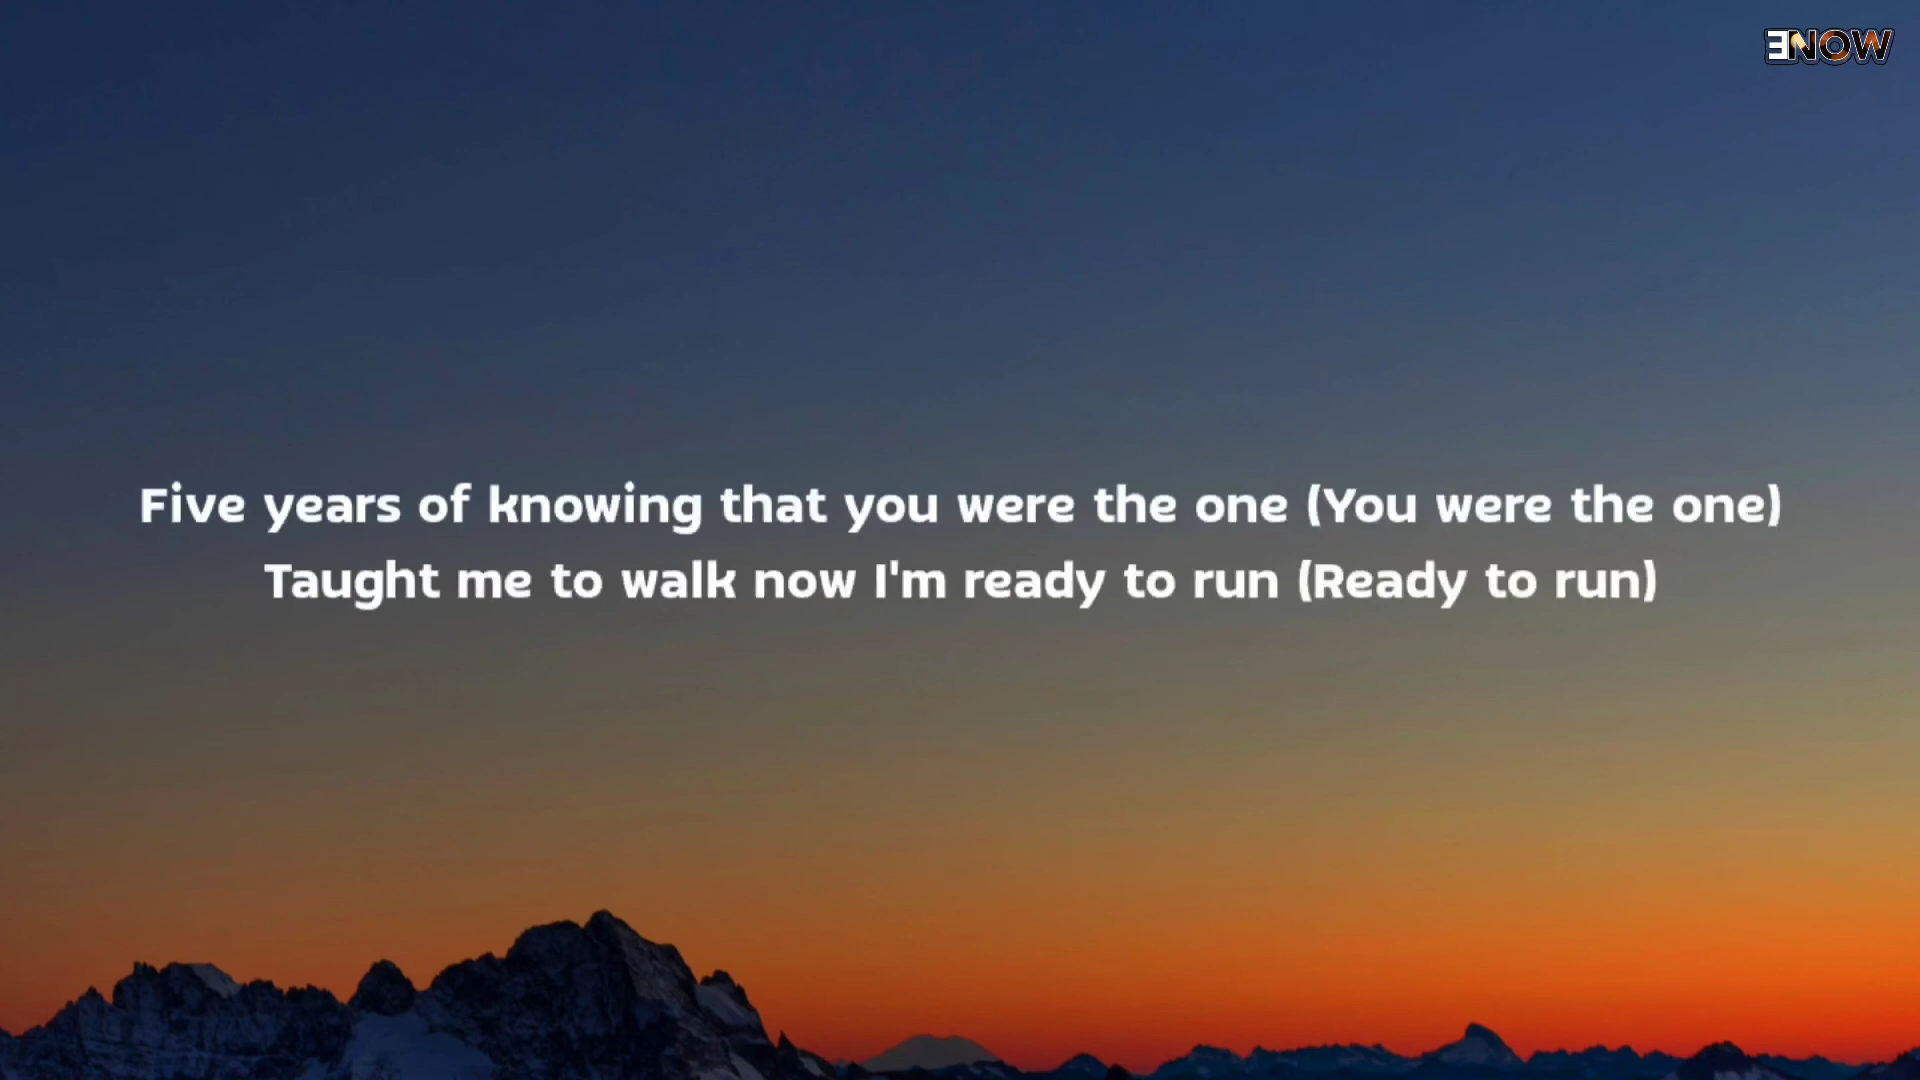 ENOW
Five years of knowing that you were the one (You were the one)
Taught me to walk now I'm ready to run (Ready to run)